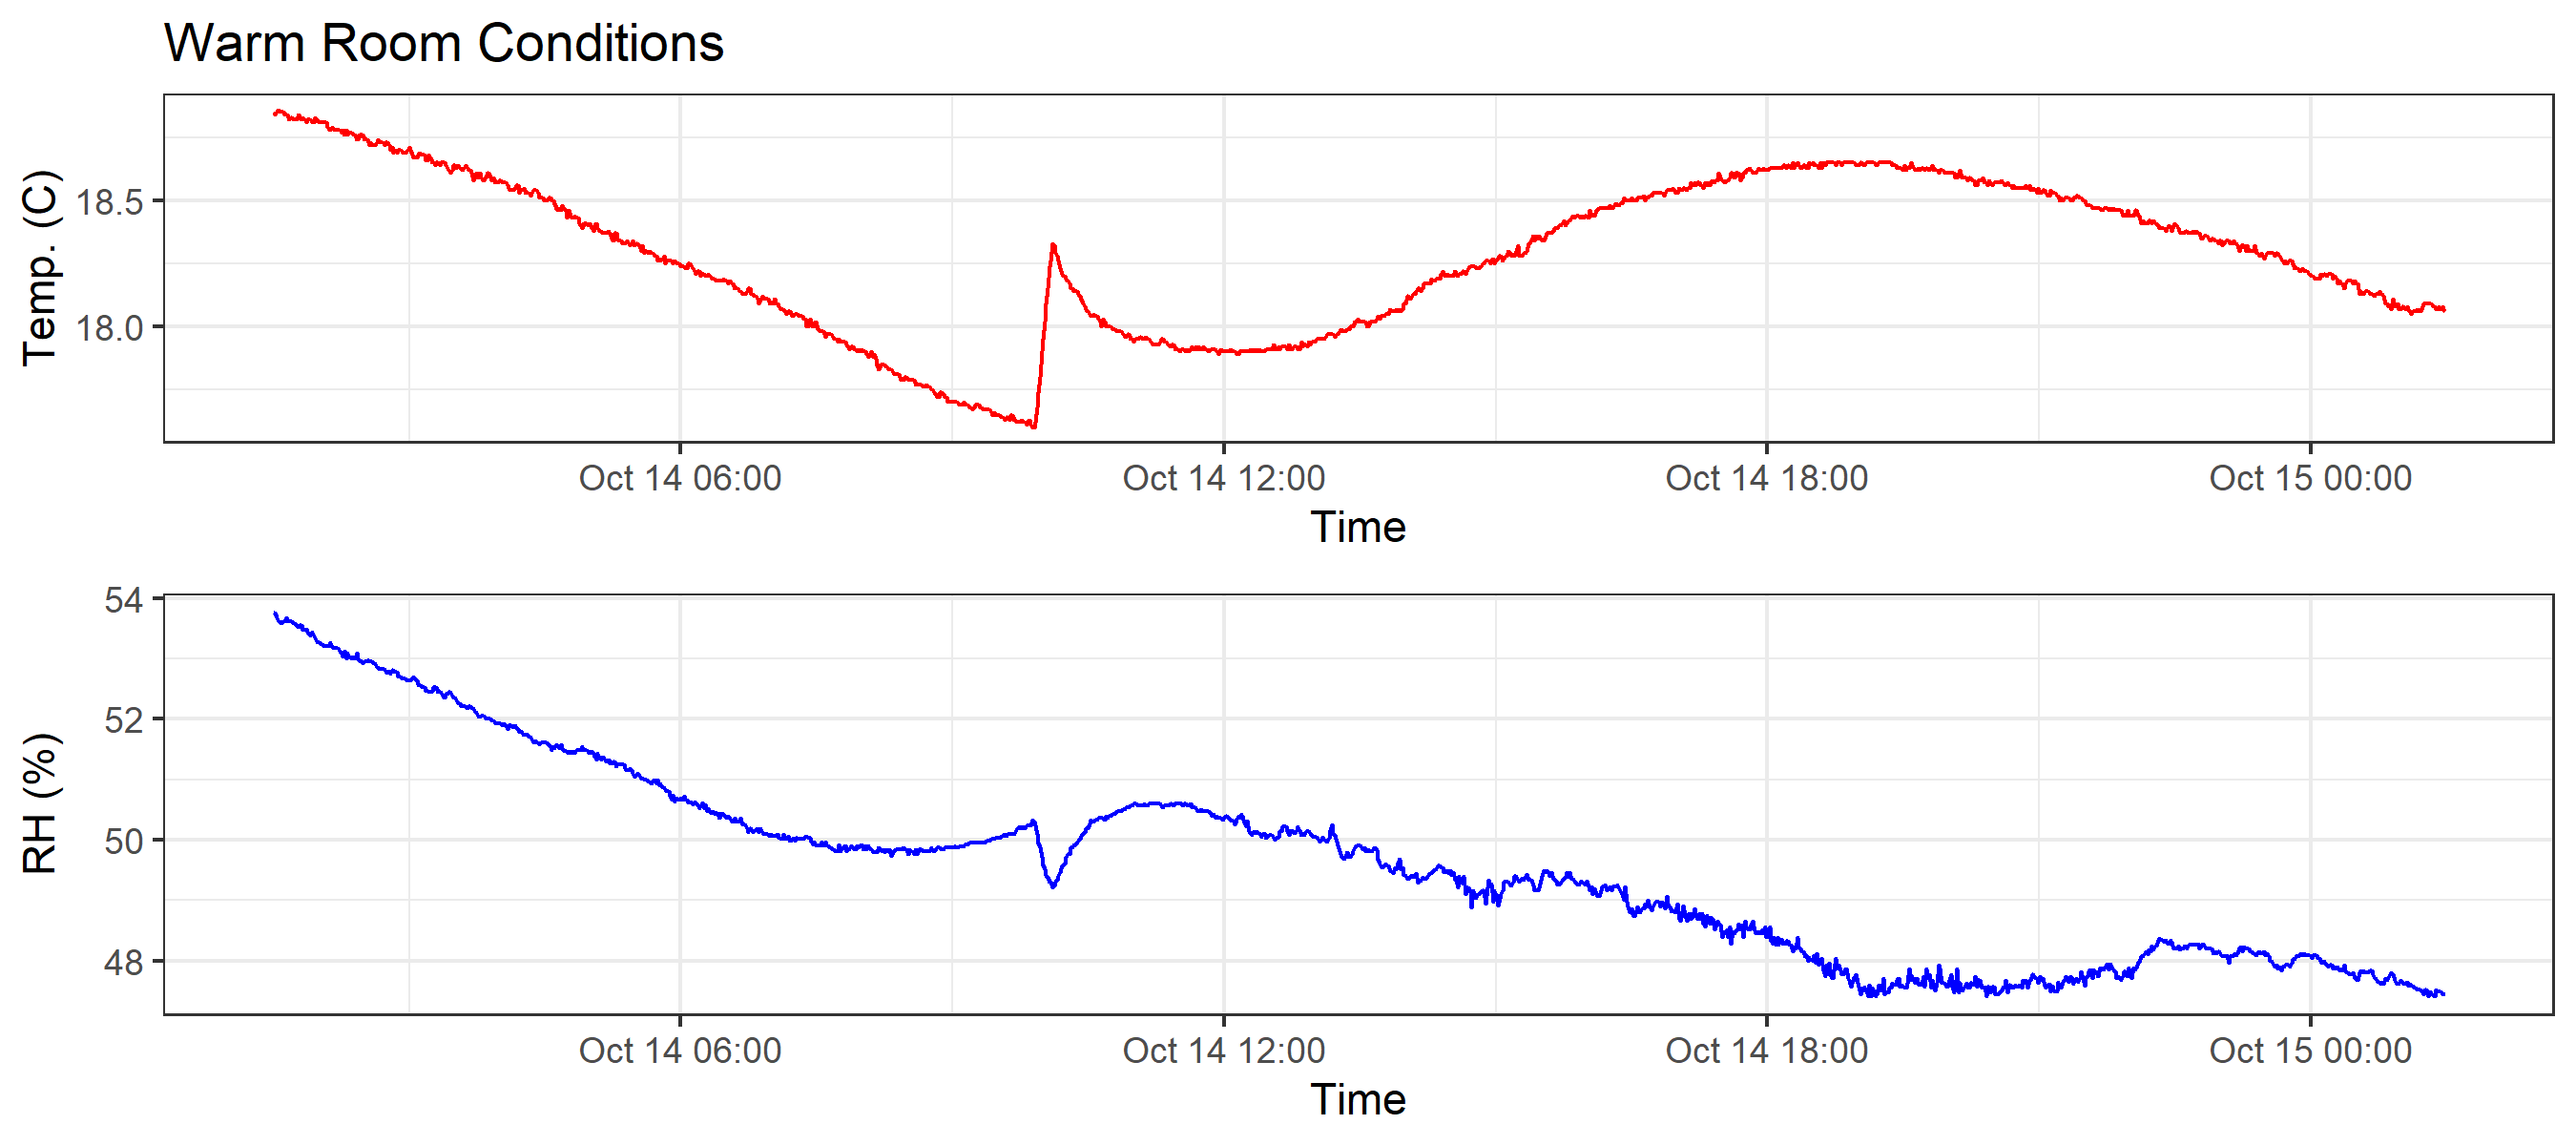 Warm Room Conditions
Temp. (C)
18.5
18.0
Oct 14 06:00
Oct 14 12:00
Oct 14 18:00
Oct 15 00:00
Time
RH (%)
54
52
50
48
Oct 14 06:00
Oct 14 12:00
Oct 14 18:00
Oct 15 00:00
Time